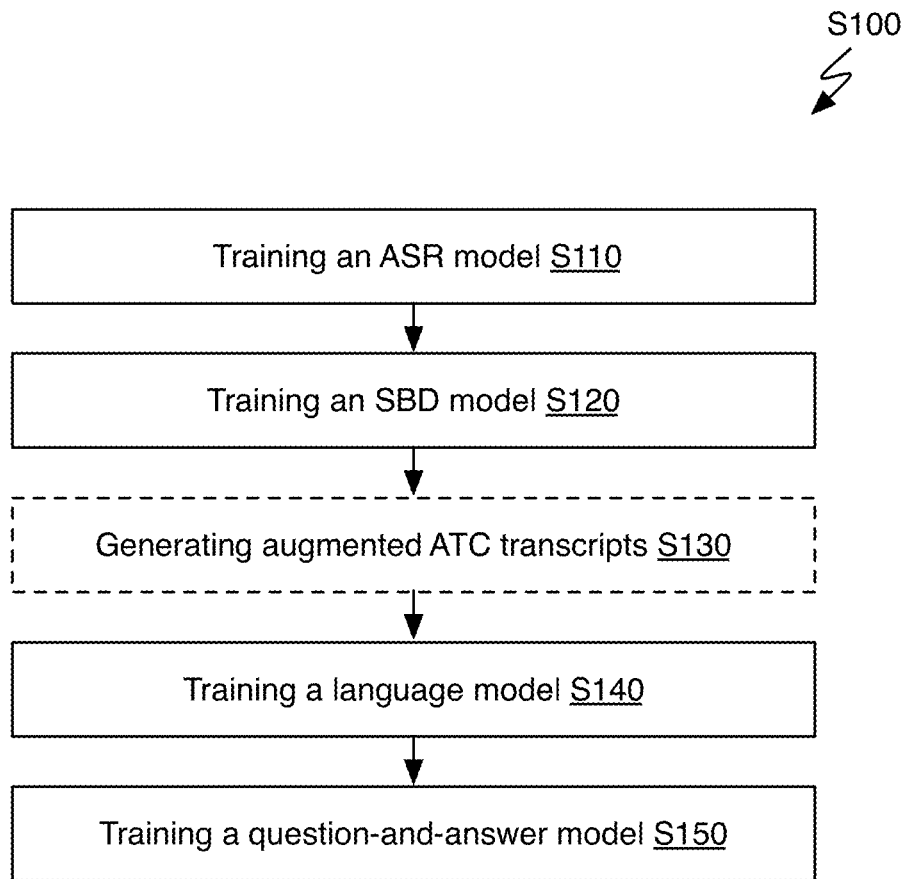 S100
Training an ASR model S110
Training an SBD model S120
Generating augmented ATC transcripts S130
Training a language model S140
Training a question-and-answer model S150